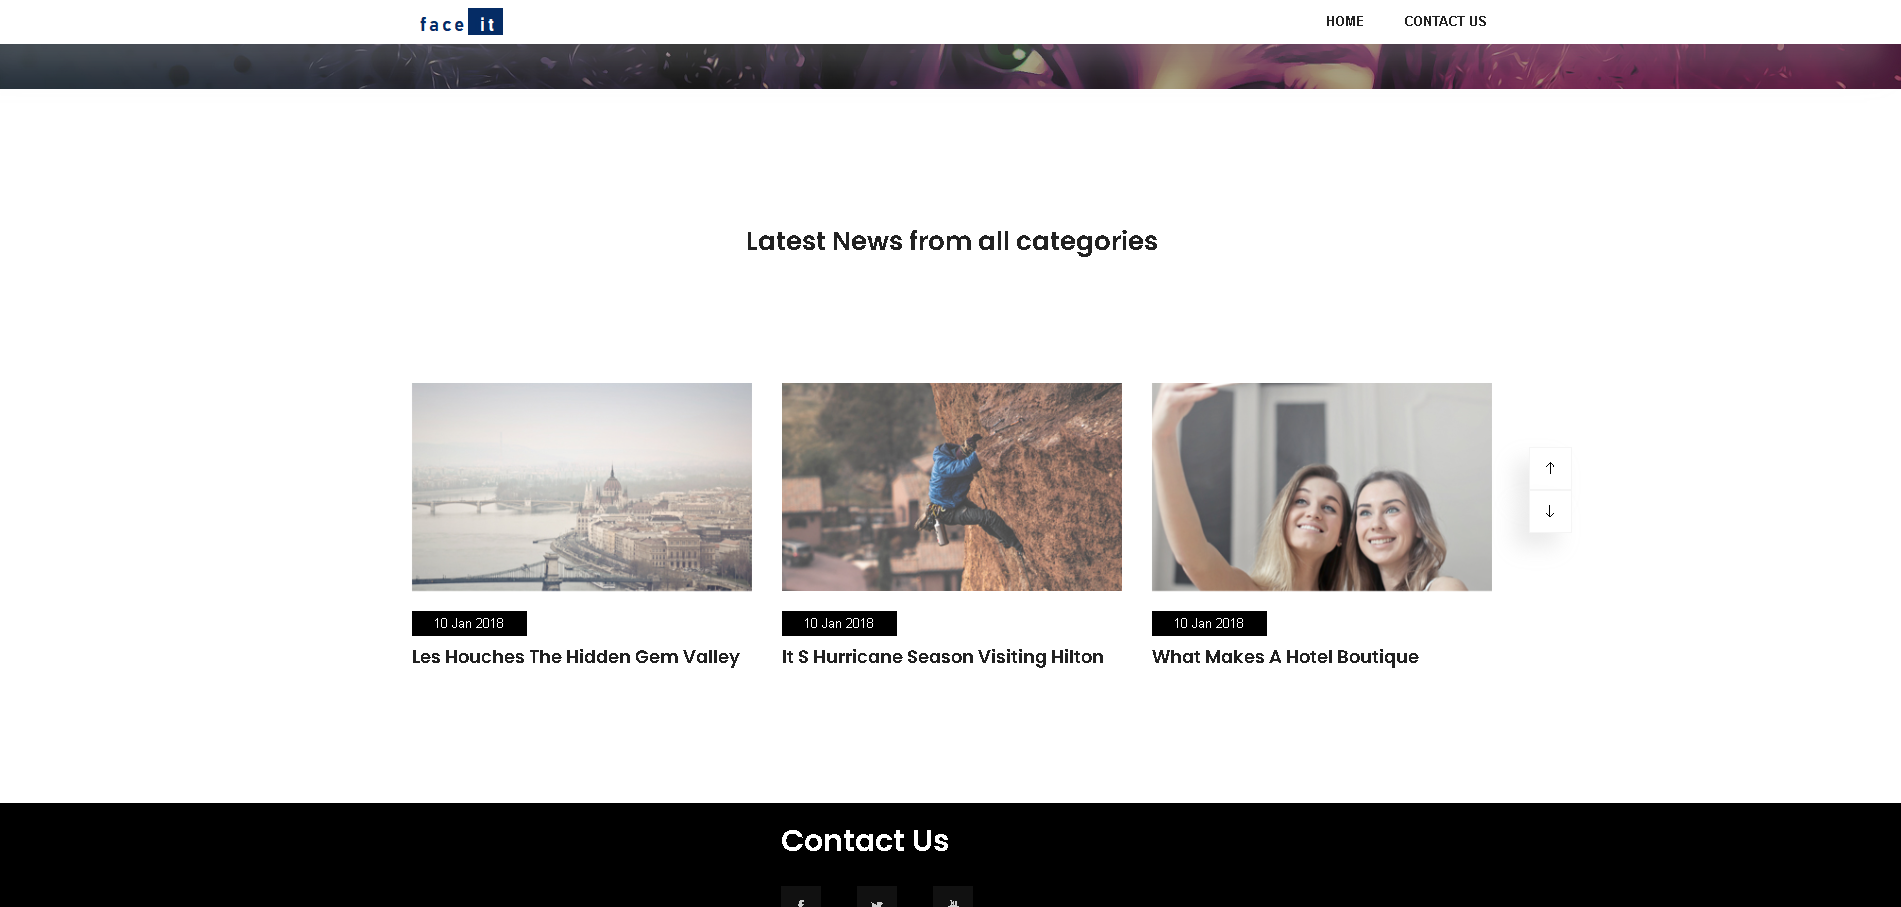 face it
HOME
CONTACT US
Latest News from all categories
10 Jan 2018
Les Houches The Hidden Gem Valley
10 Jan 2018
It S Hurricane Season Visiting Hilton
10 Jan 2018
What Makes A Hotel Boutique
Contact Us